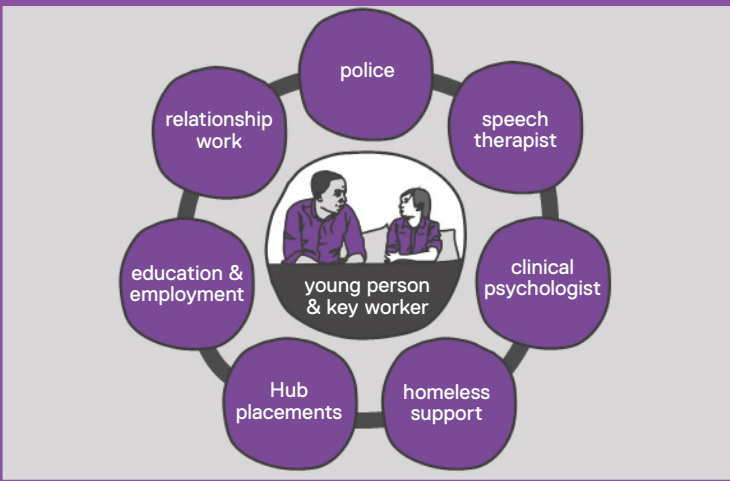 police
speech
therapist
clinical
psychologist
homeless
support
Hub
placements
education &
employment
relationship
work
young person
& key worker